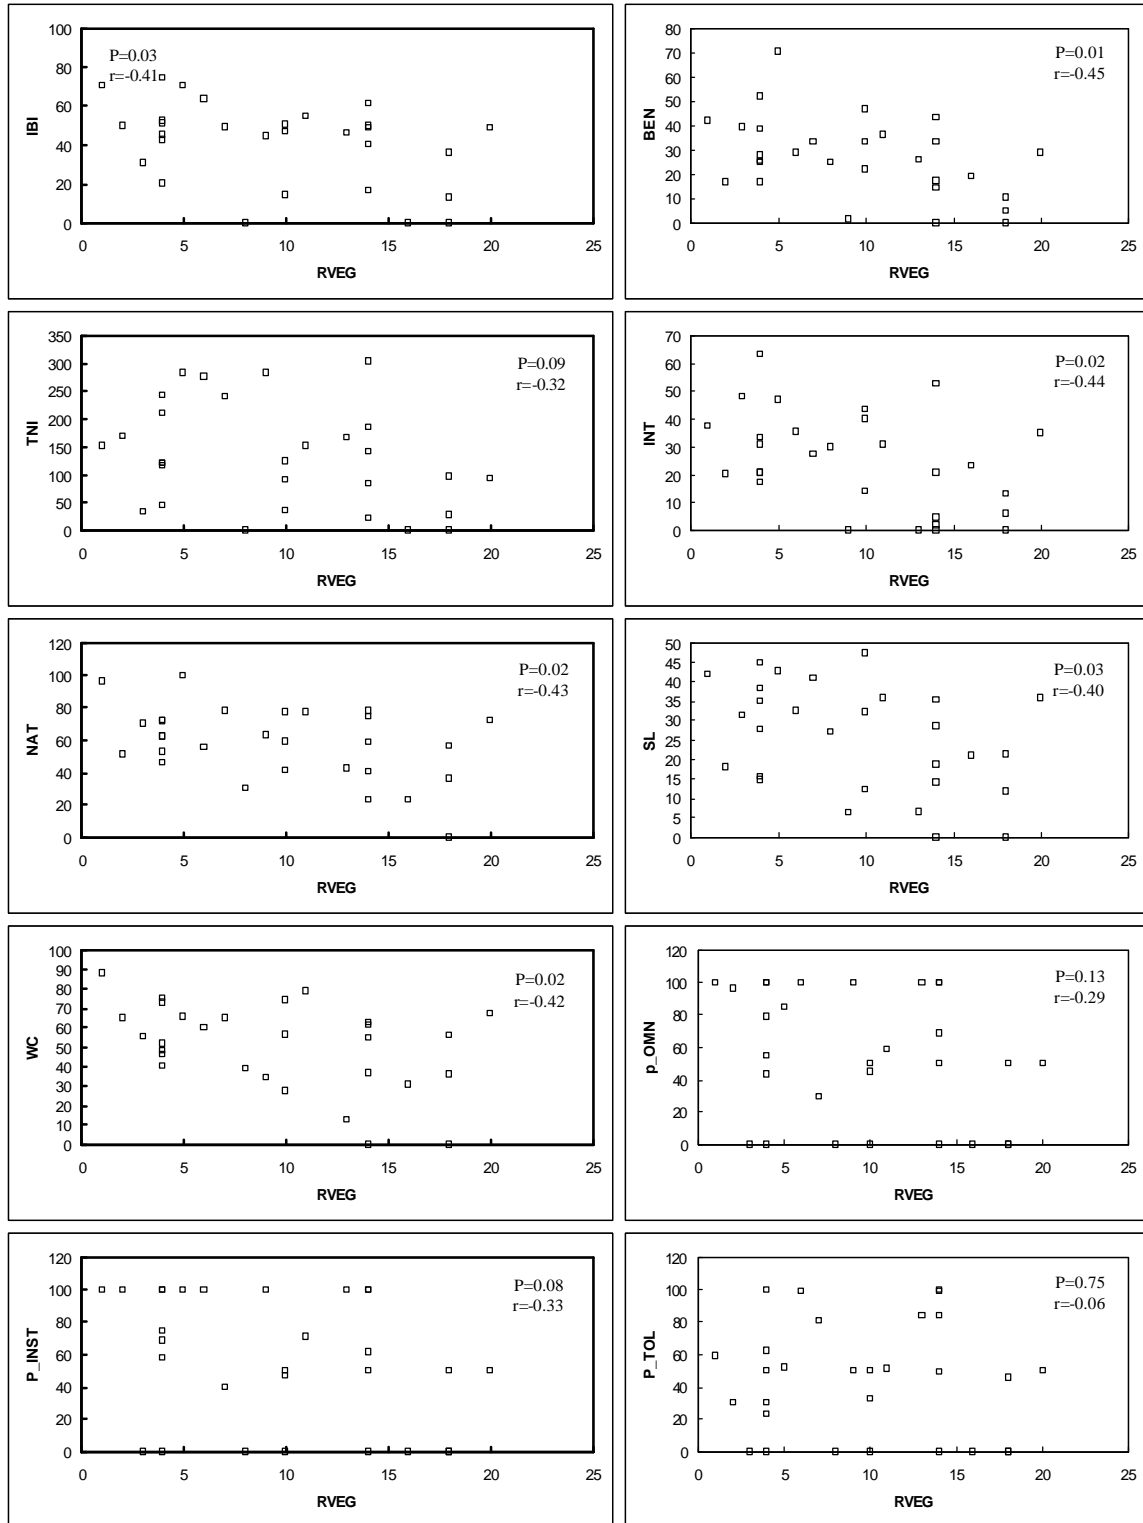 100
80
60
40
20
0
IBI
P=0.03
r=-0.41
0 5 10 15 20 25
RVEG
80
70
60
50
40
30
20
10
0
BEN
P=0.01
r=-0.45
0 5 10 15 20 25
RVEG
350
300
250
200
150
100
50
0
TNI
P=0.09
r=-0.32
0 5 10 15 20 25
RVEG
70
60
50
40
30
20
10
0
INT
P=0.02
r=-0.44
0 5 10 15 20 25
RVEG
120
100
80
60
40
20
0
NAT
P=0.02
r=-0.43
0 5 10 15 20 25
RVEG
50
45
40
35
30
25
20
15
10
5
0
SL
P=0.03
r=-0.40
0 5 10 15 20 25
RVEG
100
90
80
70
60
50
40
30
20
10
0
WC
P=0.02
r=-0.42
0 5 10 15 20 25
RVEG
120
100
80
60
40
20
0
p_OMN
P=0.13
r=-0.29
0 5 10 15 20 25
RVEG
120
100
80
60
40
20
0
P_INST
P=0.08
r=-0.33
0 5 10 15 20 25
RVEG
120
100
80
60
40
20
0
P_TOL
P=0.75
r=-0.06
0 5 10 15 20 25
RVEG